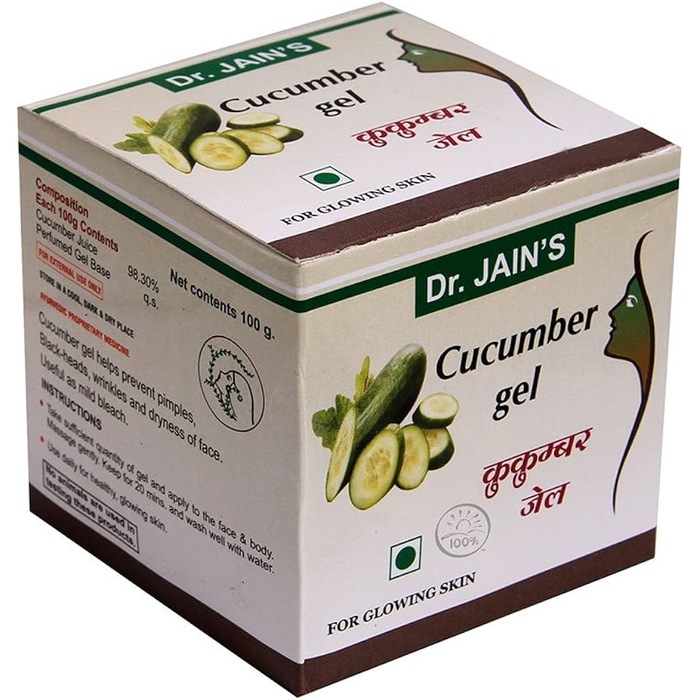 Dr. JAIN'S
Cucumber
gel
कुकुम्बर
जेल
FOR GLOWING SKIN
Composition
Each 100g Contents
Cucumber Juice 98.30%
Perfumed Gel Base q.s.
FOR EXTERNAL USE ONLY
STORE IN A COOL, DARK & DRY PLACE
AYURVEDIC PROPRIETARY MEDICINE
Net contents 100 g.
Cucumber gel helps prevent pimples,
Black-heads, wrinkles and dryness of face.
Useful as mild bleach.
INSTRUCTIONS
• Take sufficient quantity of gel and apply to the face & body.
Massage gently. Keep for 20 mins. and wash well with water.
• Use daily for healthy, glowing skin.
No animals are used in
testing these products.
Dr. JAIN'S
Cucumber
gel
कुकुम्बर
जेल
100%
FOR GLOWING SKIN